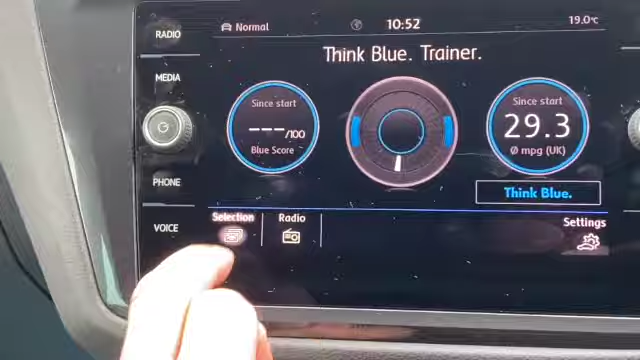 RADIO
Normal
10:52
19.0°C
Think Blue. Trainer.
MEDIA
Since start
---/100
Blue Score
Since start
29.3
Ø mpg (UK)
PHONE
Think Blue.
VOICE
Selection
Radio
Settings